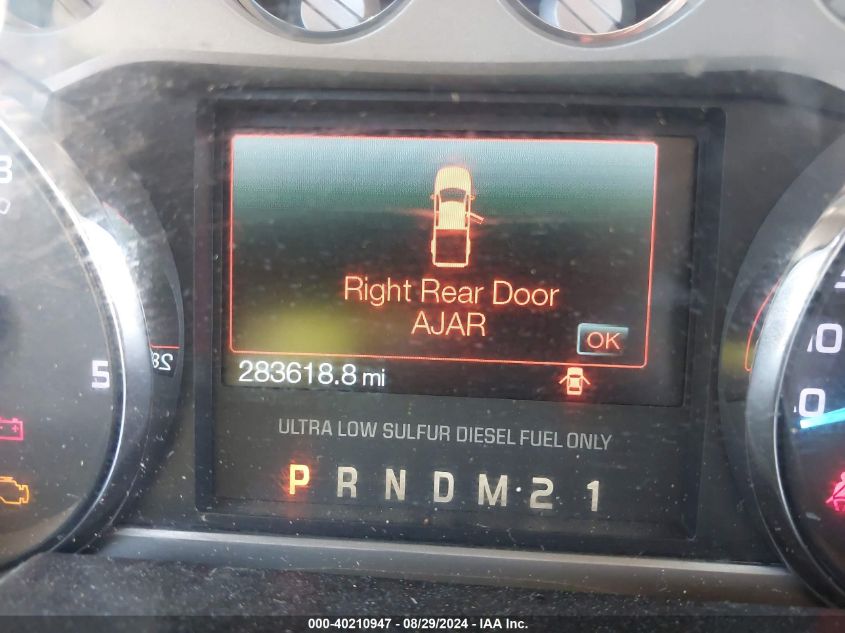 Right Rear Door
AJAR
OK
283618.8 mi
5
ULTRA LOW SULFUR DIESEL FUEL ONLY
P R N D M·2 1
000-40210947 - 08/29/2024 - IAA Inc.